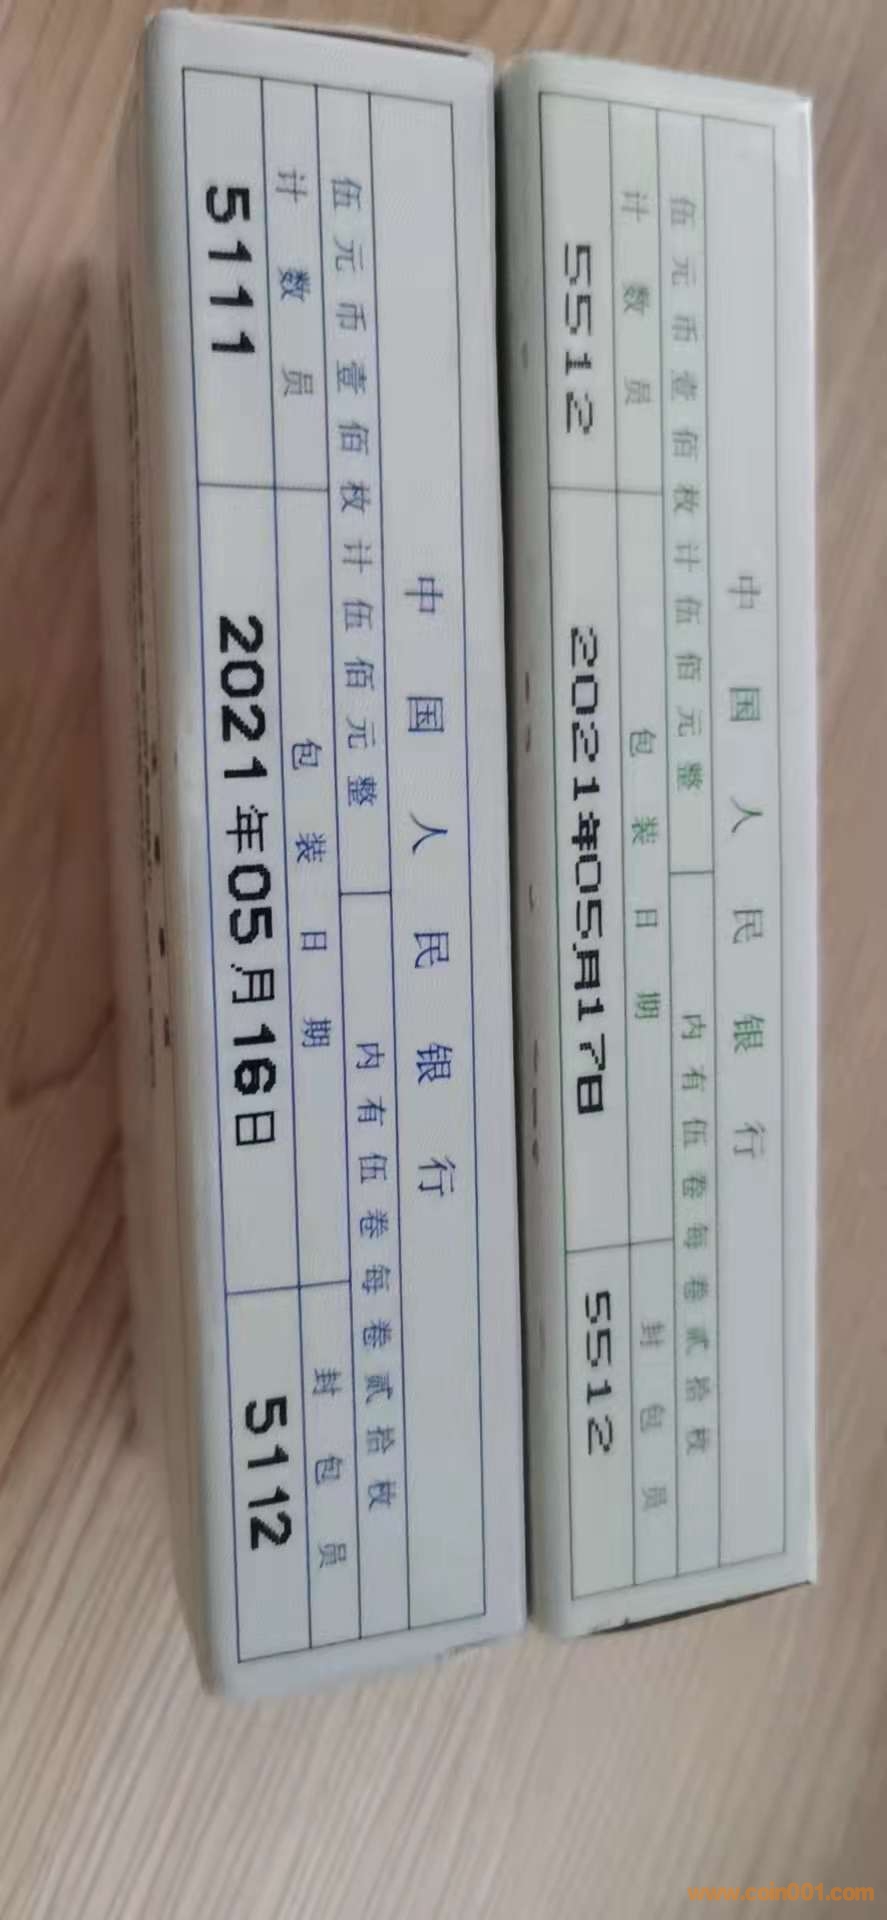 中国人民银行
伍元币壹佰枚计伍佰元整 内有伍卷每卷贰拾枚
计数员 包装日期 封包员
5111 2021年05月16日 5112
中国人民银行
伍元币壹佰枚计伍佰元整 内有伍卷每卷贰拾枚
计数员 包装日期 封包员
5512 2021年05月17日 5512
www.coin001.com